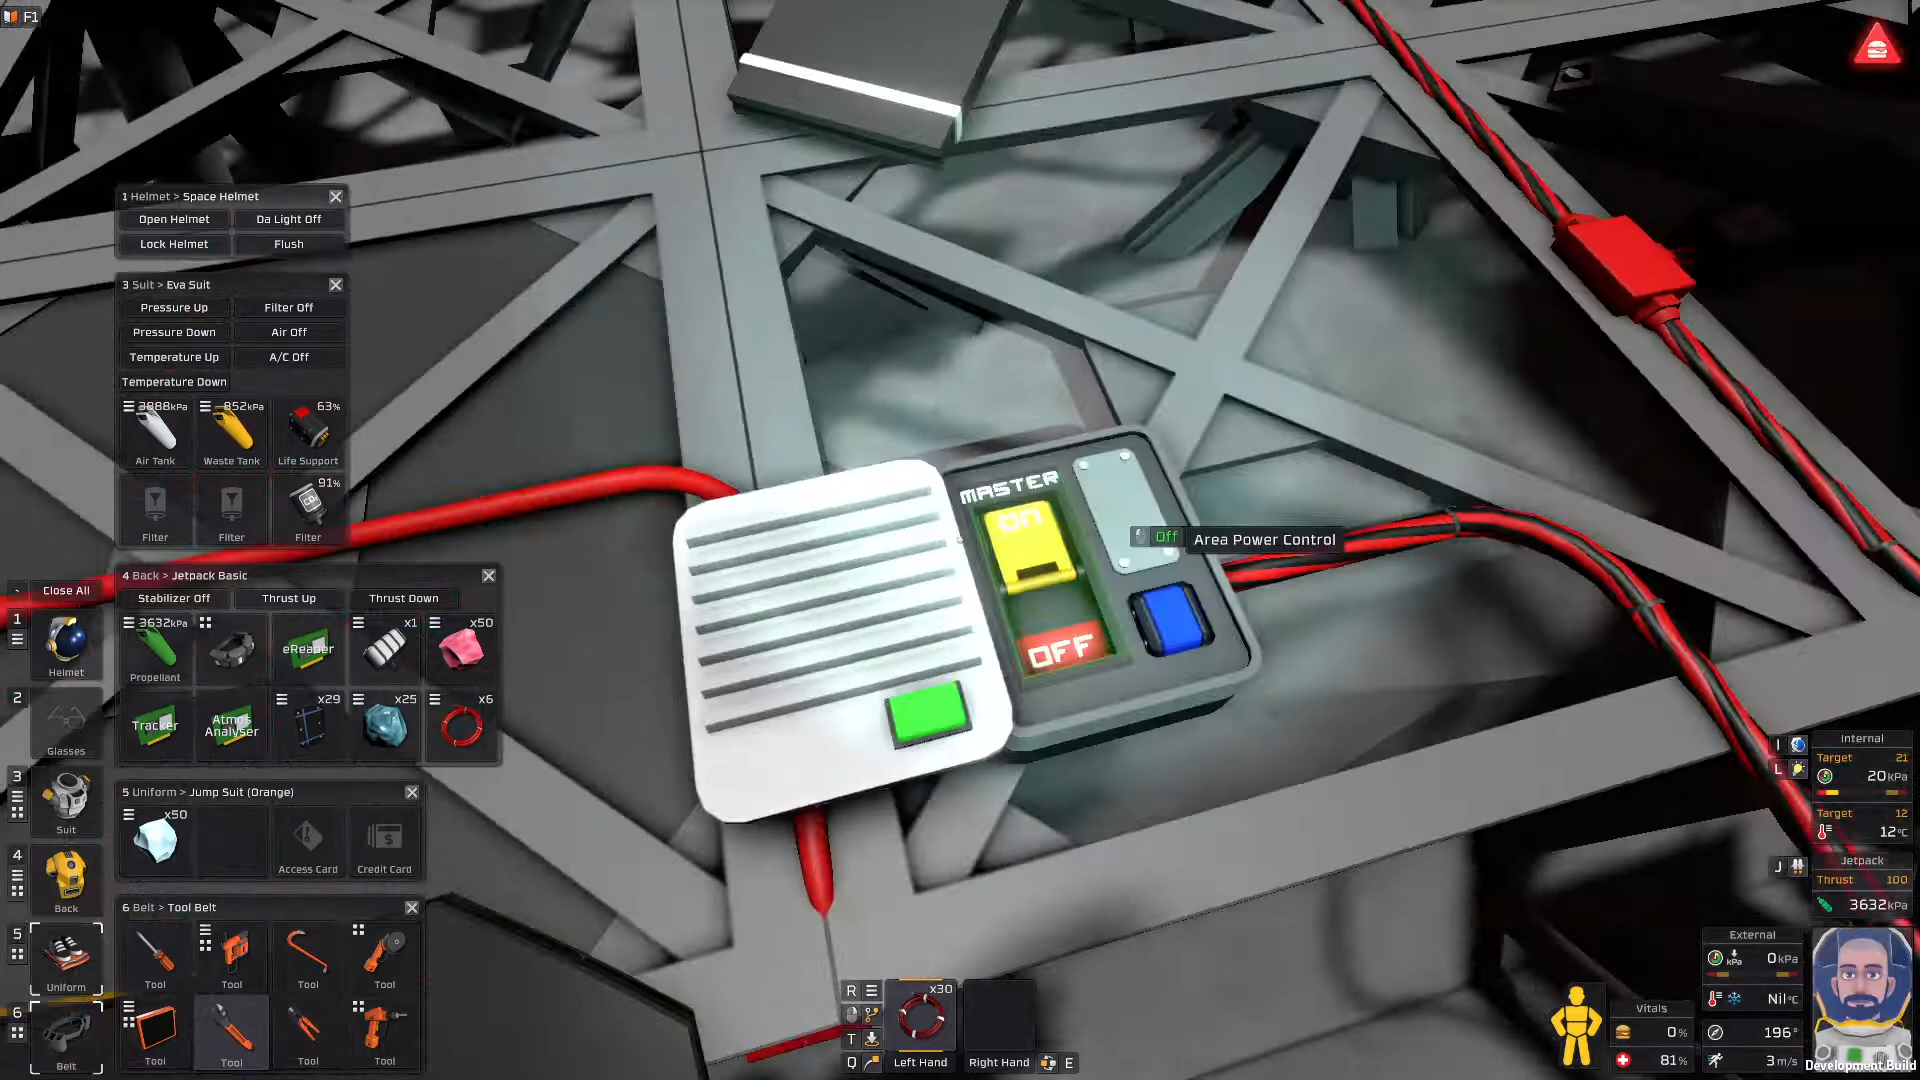 F1
1 Helmet > Space Helmet
Open Helmet
Da Light Off
Lock Helmet
Flush
3 Suit > Eva Suit
Pressure Up
Filter Off
Pressure Down
Air Off
Temperature Up
A/C Off
Temperature Down
3888kPa
852kPa
63%
Air Tank
Waste Tank
Life Support
91%
Filter
Filter
Filter
4 Back > Jetpack Basic
Close All
Stabilizer Off
Thrust Up
Thrust Down
1
3632kPa
x1
x50
eReader
Helmet
Propellant
2
x29
x25
x6
Tracker
Atmos
Analyser
Glasses
3
5 Uniform > Jump Suit (Orange)
x50
Suit
4
Access Card
Credit Card
Back
6 Belt > Tool Belt
5
Uniform
Tool
Tool
Tool
Tool
6
Belt
Tool
Tool
Tool
Tool
MASTER
ON
OFF
Off
Area Power Control
R
T
Q
x30
Left Hand
Right Hand
E
I
L
Internal
Target 21
20kPa
Target 12
12°C
J
Jetpack
Thrust 100
3632kPa
External
kPa
0kPa
Nil°C
Vitals
0%
196°
81%
3m/s
Development Build